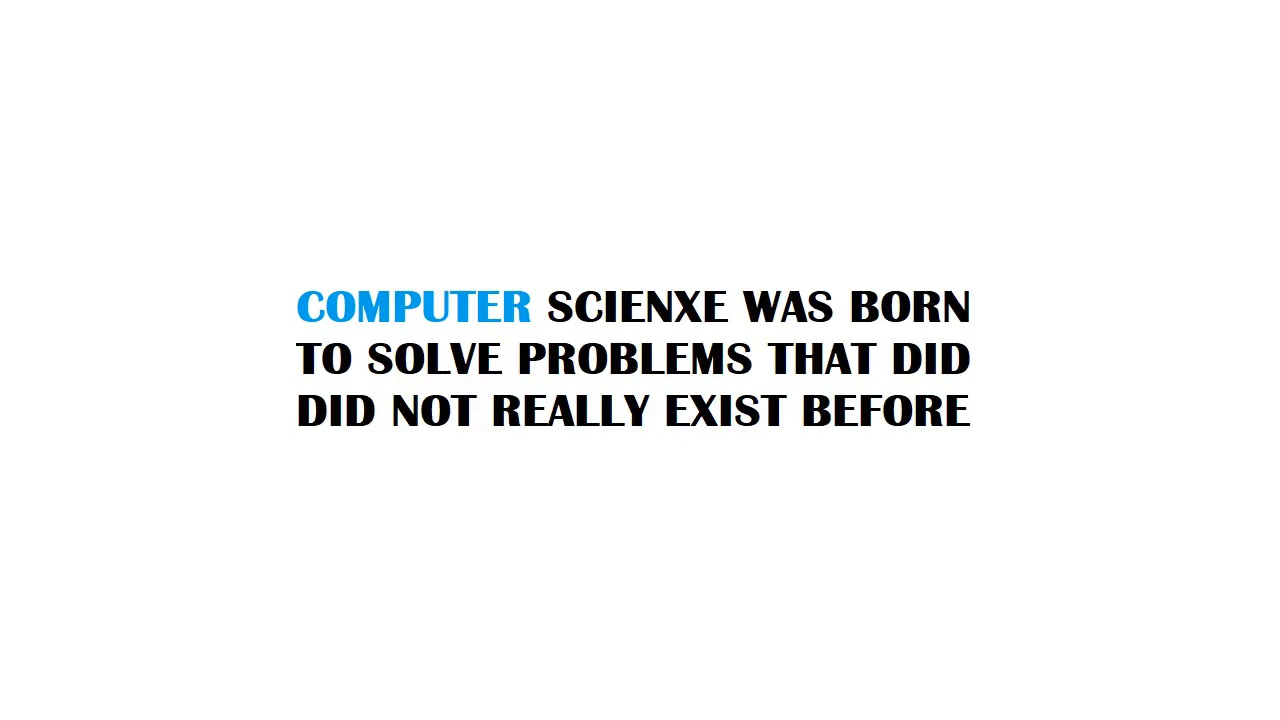 COMPUTER SCIENXE WAS BORN
TO SOLVE PROBLEMS THAT DID
DID NOT REALLY EXIST BEFORE